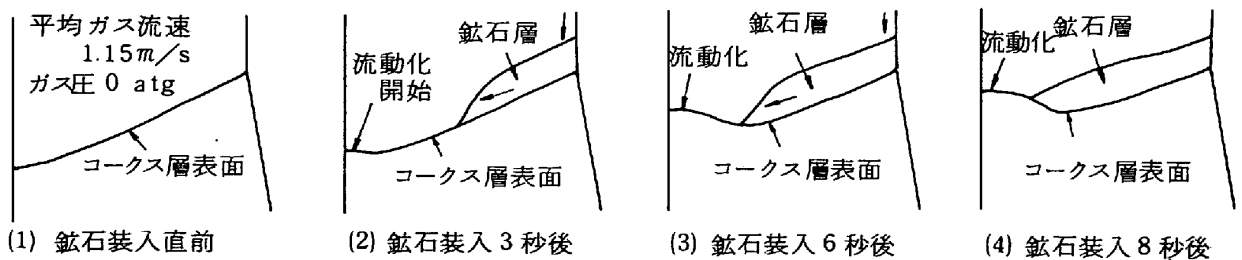 平均ガス流速
1.15m/s
ガス圧 0 atg
コークス層表面
(1) 鉱石装入直前
鉱石層
流動化
開始
コークス層表面
(2) 鉱石装入3秒後
鉱石層
流動化
コークス層表面
(3) 鉱石装入6秒後
流動化
鉱石層
コークス層表面
(4) 鉱石装入8秒後